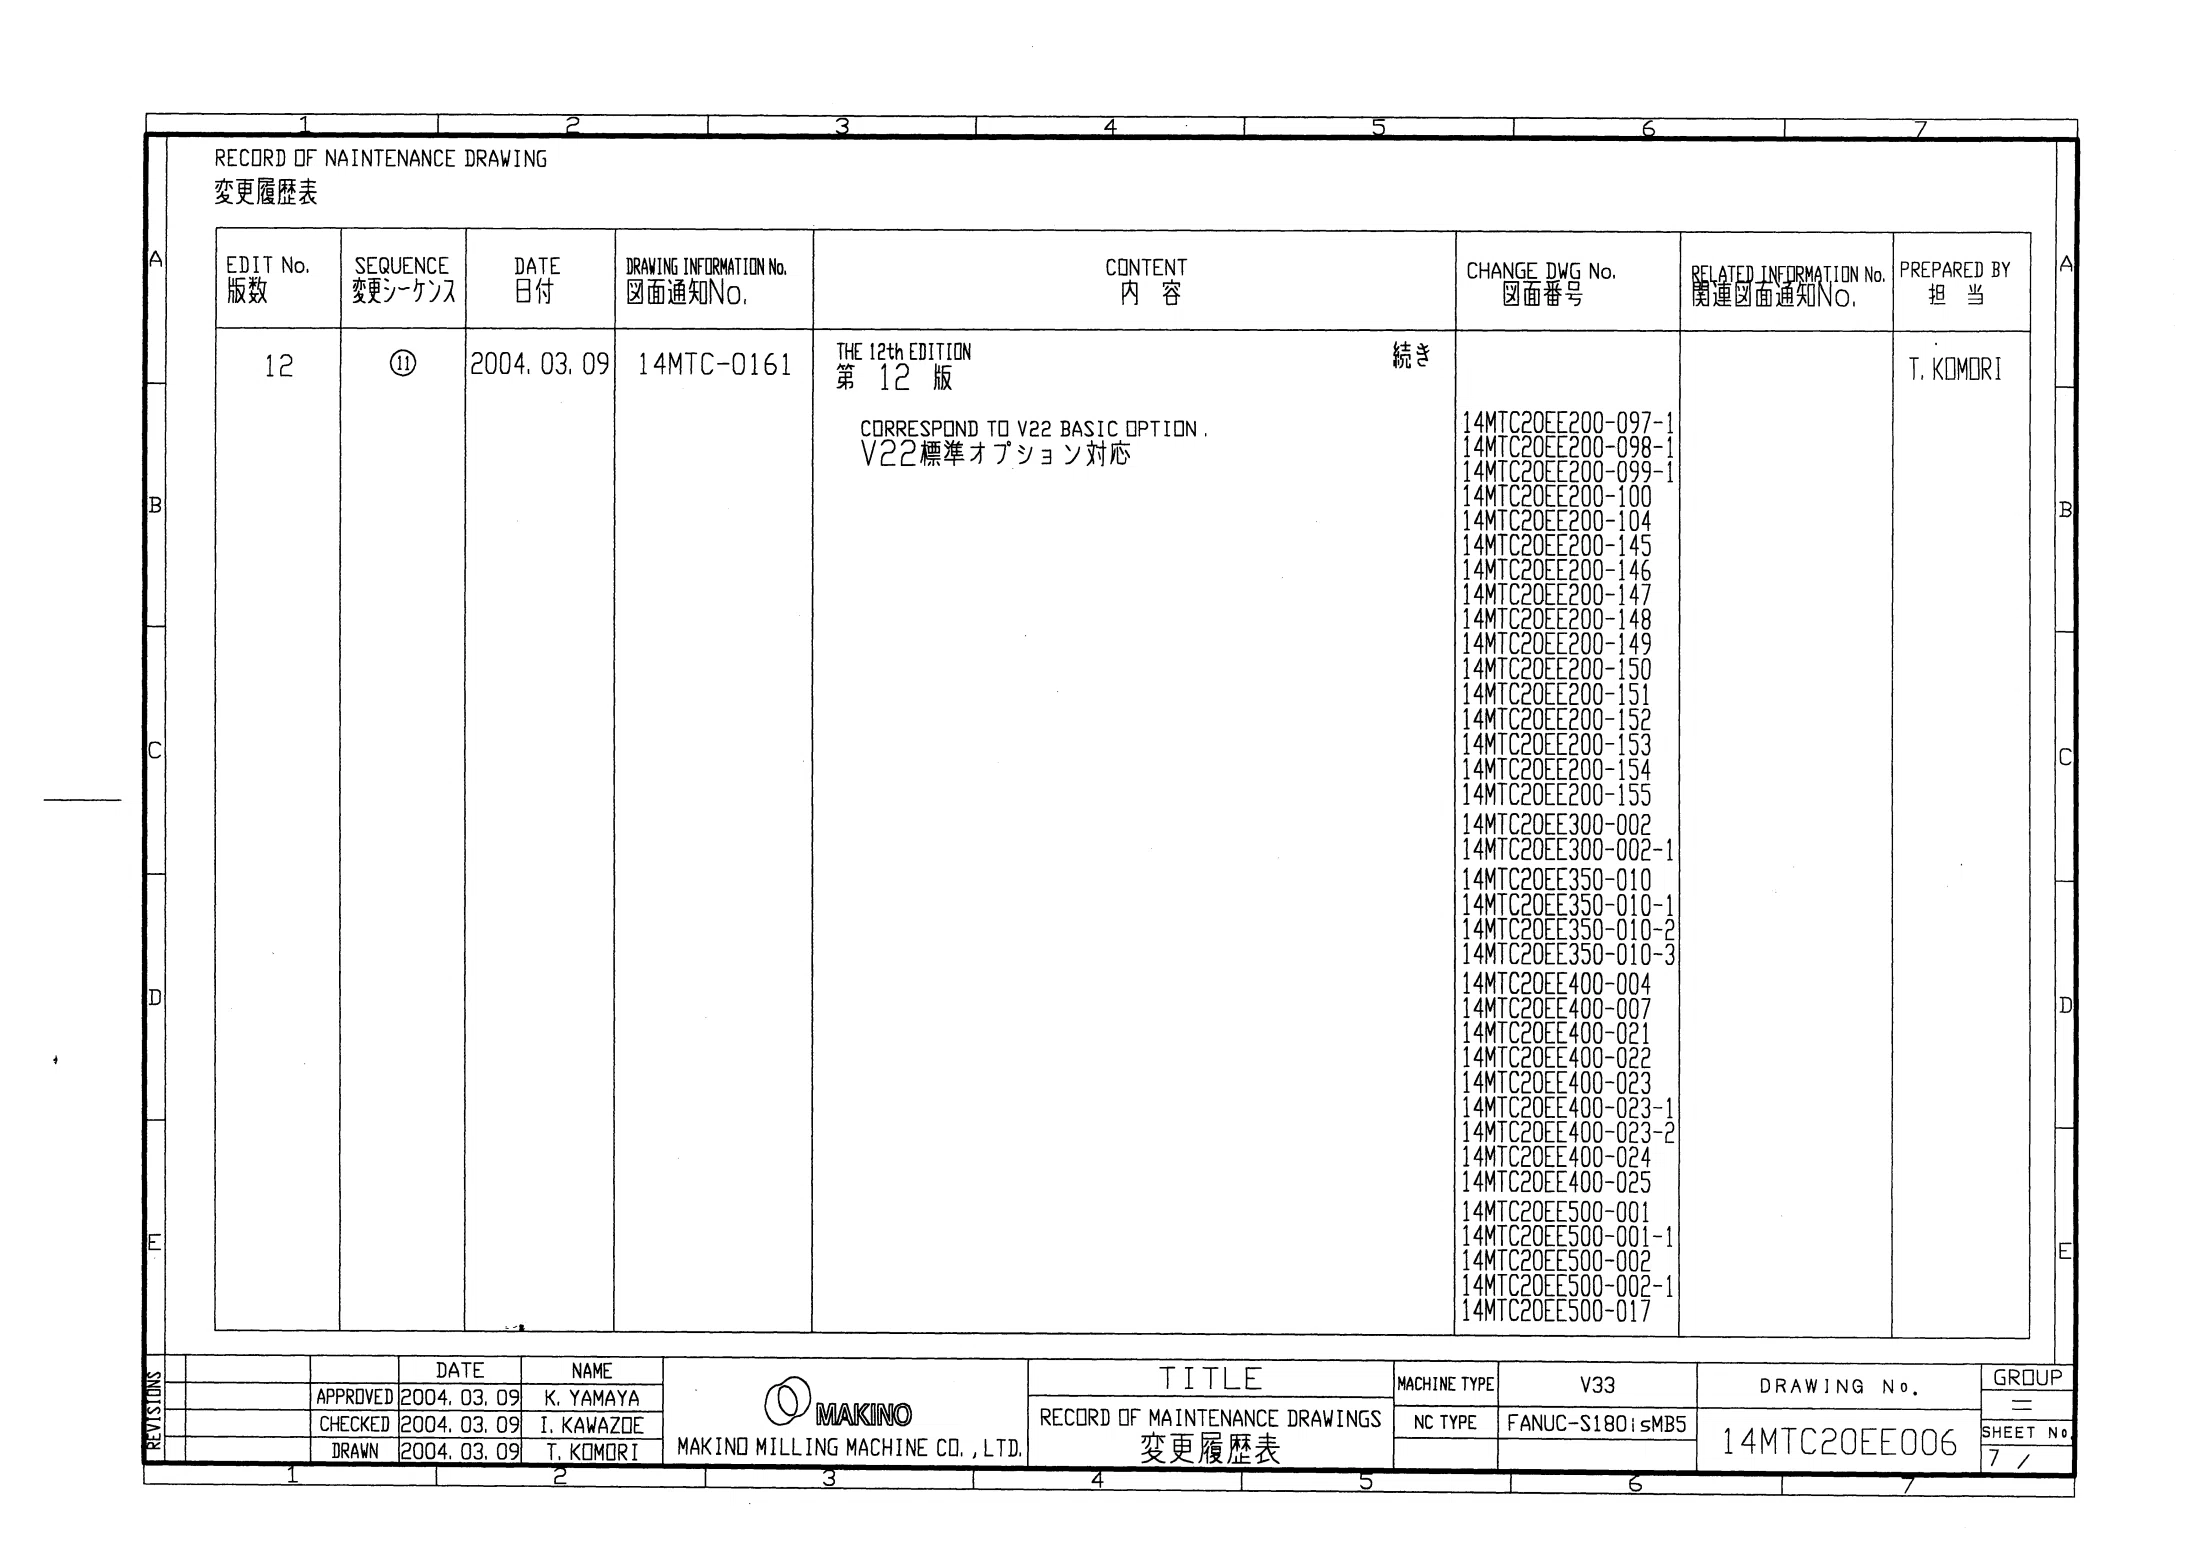 1 2 3 4 5 6 7
RECORD OF NAINTENANCE DRAWING
変更履歴表
A A
EDIT No. SEQUENCE DATE DRAWING INFORMATION No. CONTENT CHANGE DWG No. RELATED INFORMATION No. PREPARED BY
版数 変更シーケンス 日付 図面通知No. 内 容 図面番号 関連図面通知No. 担 当
12 ⑪ 2004.03.09 14MTC-0161 THE 12th EDITION 続き T. KOMORI
第 12 版
CORRESPOND TO V22 BASIC OPTION.
V22標準オプション対応
14MTC20EE200-097-1
14MTC20EE200-098-1
14MTC20EE200-099-1
14MTC20EE200-100
B B
14MTC20EE200-104
14MTC20EE200-145
14MTC20EE200-146
14MTC20EE200-147
14MTC20EE200-148
14MTC20EE200-149
14MTC20EE200-150
14MTC20EE200-151
14MTC20EE200-152
14MTC20EE200-153
C C
14MTC20EE200-154
14MTC20EE200-155
14MTC20EE300-002
14MTC20EE300-002-1
14MTC20EE350-010
14MTC20EE350-010-1
14MTC20EE350-010-2
14MTC20EE350-010-3
14MTC20EE400-004
D D
14MTC20EE400-007
14MTC20EE400-021
14MTC20EE400-022
14MTC20EE400-023
14MTC20EE400-023-1
14MTC20EE400-023-2
14MTC20EE400-024
14MTC20EE400-025
14MTC20EE500-001
14MTC20EE500-001-1
E E
14MTC20EE500-002
14MTC20EE500-002-1
14MTC20EE500-017
REVISIONS
DATE NAME
APPROVED 2004.03.09 K. YAMAYA
CHECKED 2004.03.09 I. KAWAZOE
DRAWN 2004.03.09 T. KOMORI
MAKINO
MAKINO MILLING MACHINE CO.,LTD.
TITLE
RECORD OF MAINTENANCE DRAWINGS
変更履歴表
MACHINE TYPE V33
NC TYPE FANUC-S180isMB5
DRAWING No.
14MTC20EE006
GROUP
二
SHEET No.
7 /
1 2 3 4 5 6 7